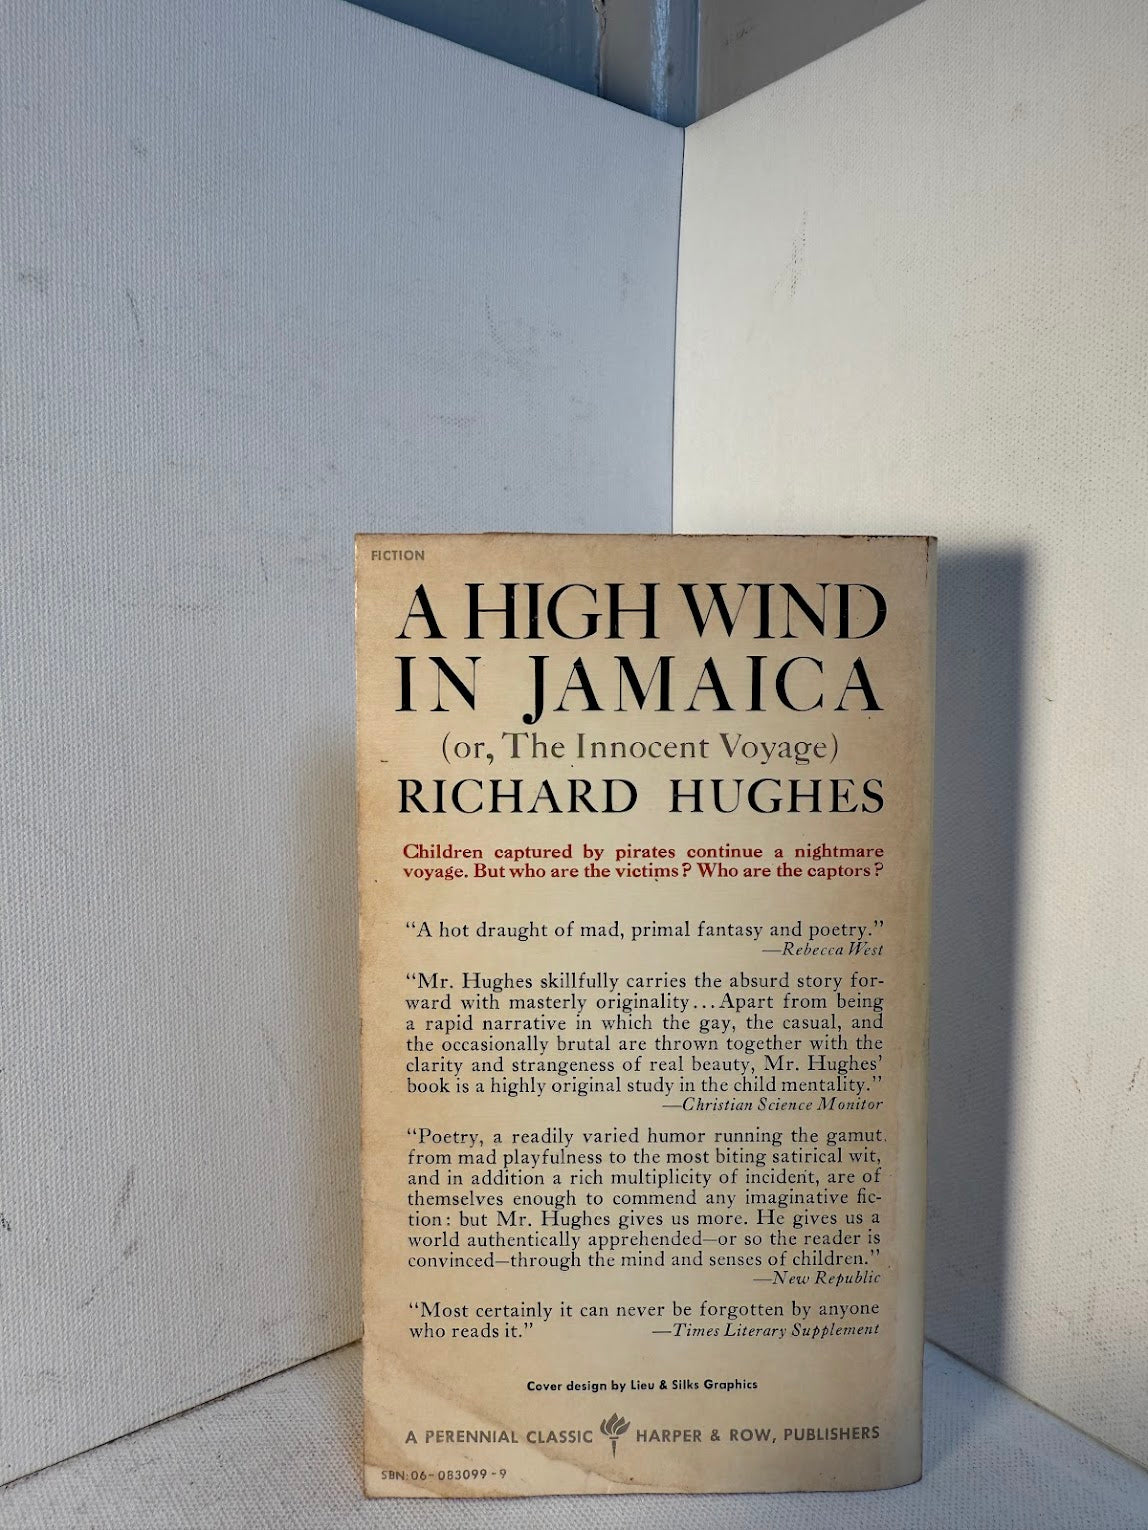 FICTION
A HIGH WIND
IN JAMAICA
(or, The Innocent Voyage)
RICHARD HUGHES
Children captured by pirates continue a nightmare
voyage. But who are the victims? Who are the captors?
“A hot draught of mad, primal fantasy and poetry.”
—Rebecca West
“Mr. Hughes skillfully carries the absurd story for-
ward with masterly originality...Apart from being
a rapid narrative in which the gay, the casual, and
the occasionally brutal are thrown together with the
clarity and strangeness of real beauty, Mr. Hughes’
book is a highly original study in the child mentality.”
—Christian Science Monitor
“Poetry, a readily varied humor running the gamut
from mad playfulness to the most biting satirical wit,
and in addition a rich multiplicity of incident, are of
themselves enough to commend any imaginative fic-
tion: but Mr. Hughes gives us more. He gives us a
world authentically apprehended—or so the reader is
convinced—through the mind and senses of children.”
—New Republic
“Most certainly it can never be forgotten by anyone
who reads it.” —Times Literary Supplement
Cover design by Lieu & Silks Graphics
A PERENNIAL CLASSIC HARPER & ROW, PUBLISHERS
SBN: 06-083099-9